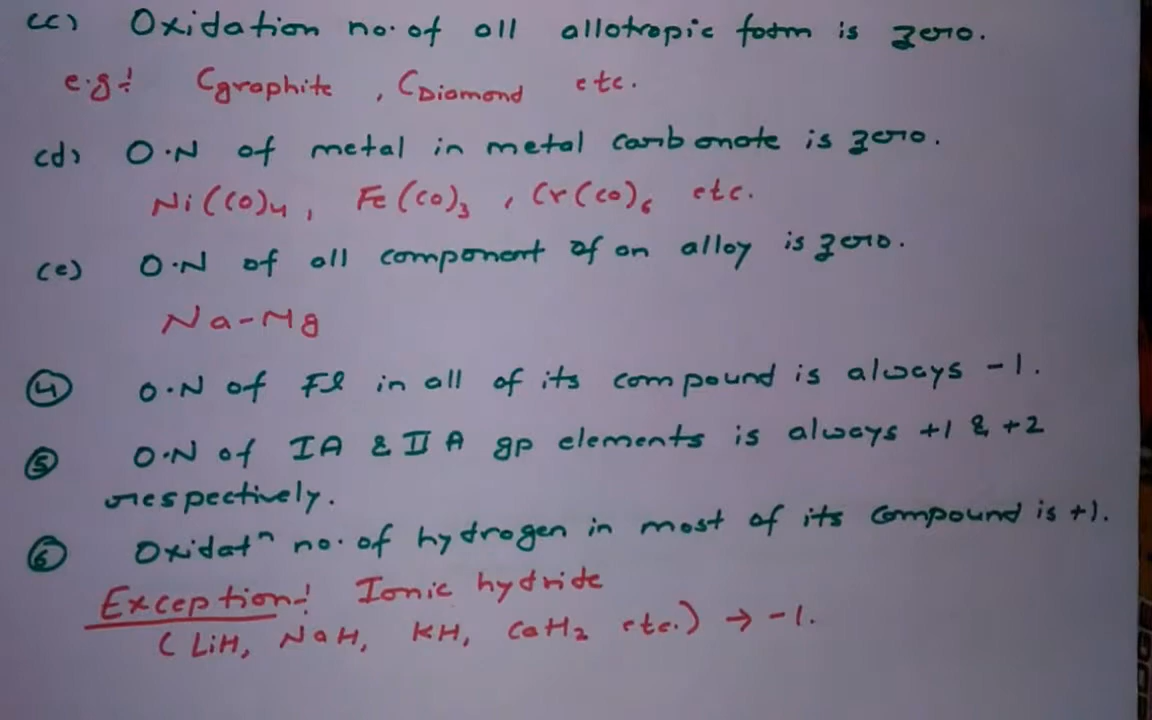 (c) Oxidation no. of all allotropic form is zero.
e.g:- Cgraphite, CDiamond etc.
(d) O.N of metal in metal carbonate is zero.
Ni(CO)4, Fe(CO)3, Cr(CO)6 etc.
(e) O.N of all component of an alloy is zero.
Na-Mg
④ O.N of Fl in all of its compound is always -1.
⑤ O.N of IA & II A gp elements is always +1 & +2
respectively.
⑥ Oxidatⁿ no. of hydrogen in most of its compound is +1.
Exception:- Ionic hydride
(LiH, NaH, KH, CaH2 etc.) → -1.